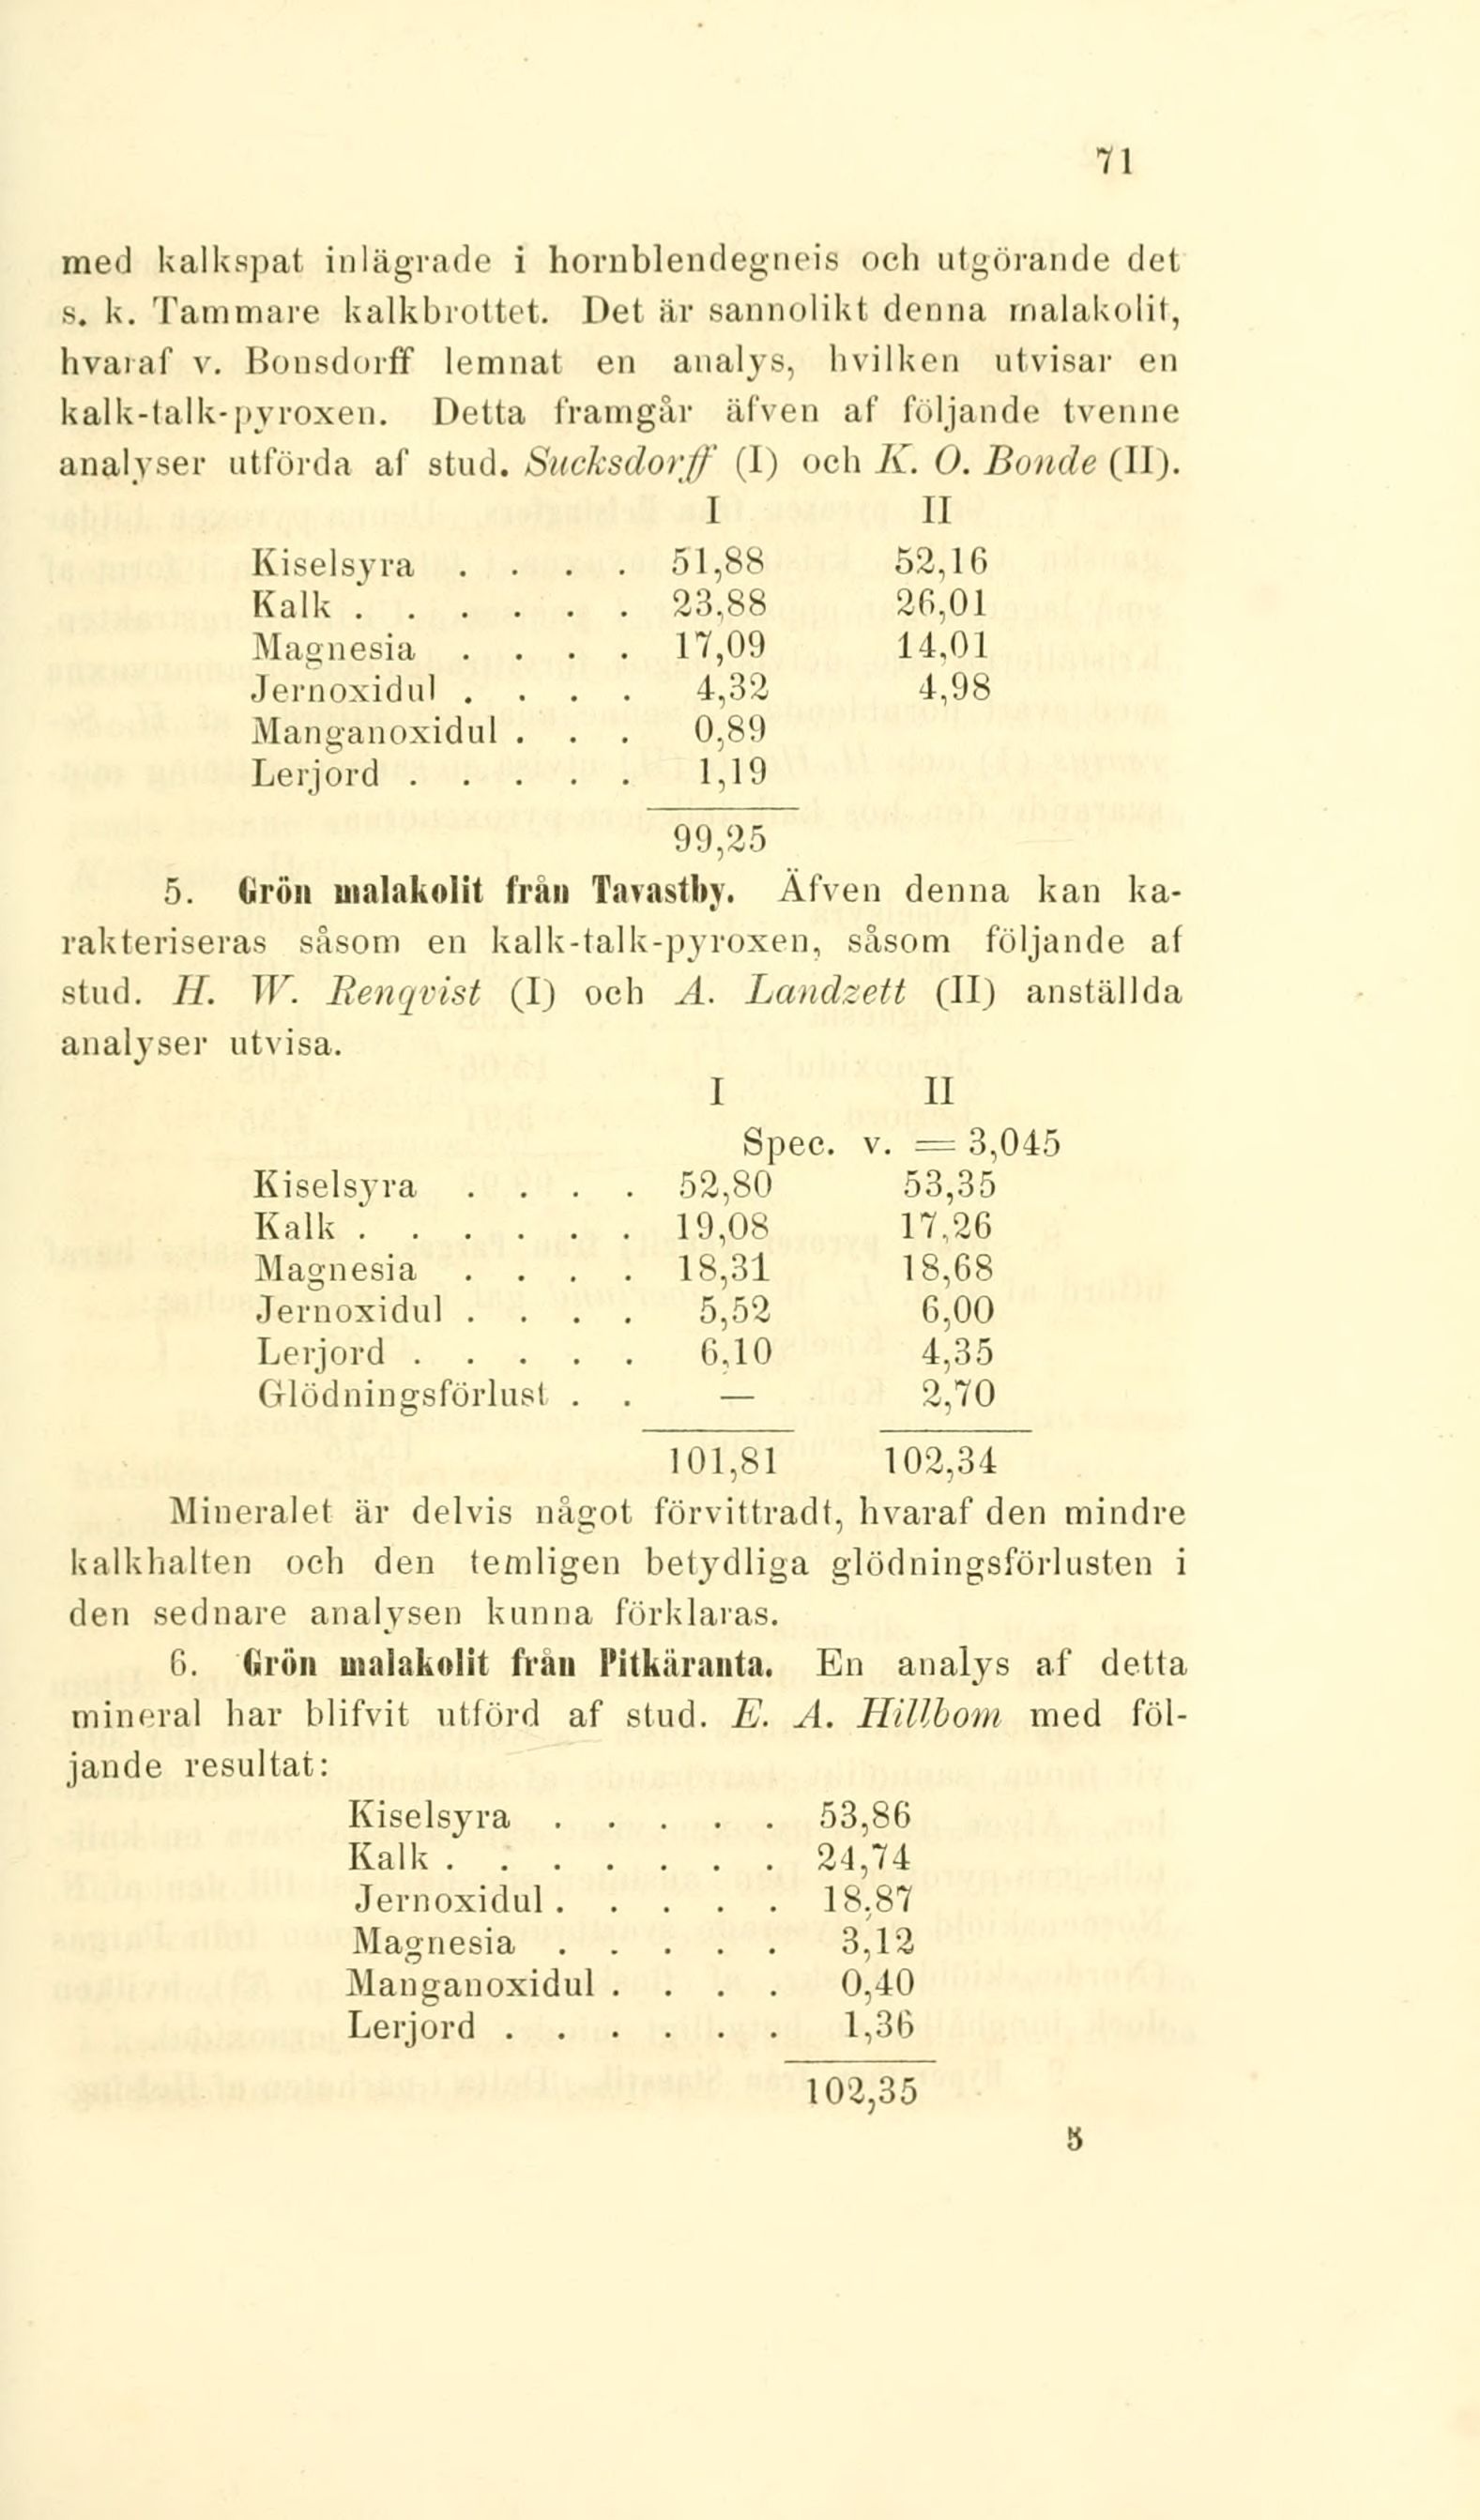 71
med kalkspat inlägrade i hornblendegneis och utgörande det
s. k. Tammare kalkbrottet. Det är sannolikt denna malakolit,
hvaraf v. Bonsdorff lemnat en analys, hvilken utvisar en
kalk-talk-pyroxen. Detta framgår äfven af följande tvenne
analyser utförda af stud. Sucksdorff (I) och K. O. Bonde (II).
I II
Kiselsyra . . . . 51,88 52,16
Kalk . . . . . . 23,88 26,01
Magnesia . . . . 17,09 14,01
Jernoxidul . . . . 4,32 4,98
Manganoxidul . . . 0,89
Lerjord . . . . . 1,19
99,25
5. Grön malakolit från Tavastby. Äfven denna kan ka-
rakteriseras såsom en kalk-talk-pyroxen, såsom följande af
stud. H. W. Renqvist (I) och A. Landzett (II) anställda
analyser utvisa.
I II
Spec. v. = 3,045
Kiselsyra . . . . 52,80 53,35
Kalk . . . . . . 19,08 17,26
Magnesia . . . . 18,31 18,68
Jernoxidul . . . . 5,52 6,00
Lerjord . . . . . 6,10 4,35
Glödningsförlust . . — 2,70
101,81 102,34
Mineralet är delvis något förvittradt, hvaraf den mindre
kalkhalten och den temligen betydliga glödningsförlusten i
den sednare analysen kunna förklaras.
6. Grön malakolit från Pitkäranta. En analys af detta
mineral har blifvit utförd af stud. E. A. Hillbom med föl-
jande resultat:
Kiselsyra . . . . . 53,86
Kalk . . . . . . . 24,74
Jernoxidul . . . . . 18,87
Magnesia . . . . . 3,12
Manganoxidul . . . . 0,40
Lerjord . . . . . . 1,36
102,35
5